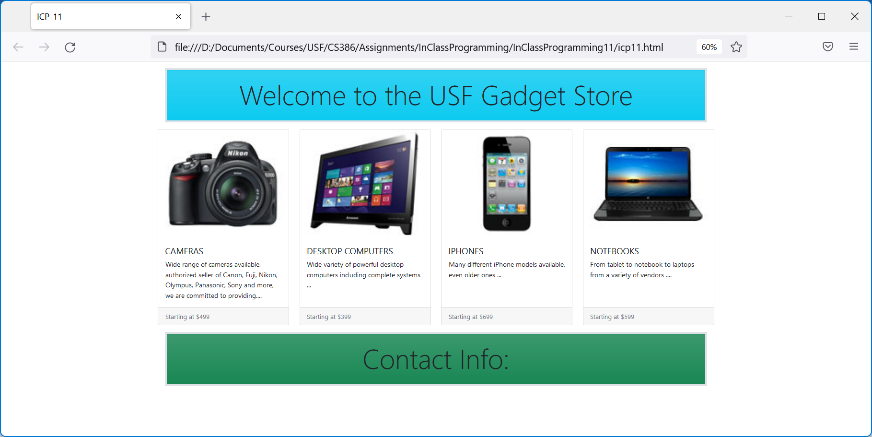 ICP 11
file:///D:/Documents/Courses/USF/CS386/Assignments/InClassProgramming/InClassProgramming11/icp11.html
60%
Welcome to the USF Gadget Store
Nikon
lenovo
CAMERAS
Wide range of cameras available.
authorized seller of Canon, Fuji, Nikon,
Olympus, Panasonic, Sony and more,
we are committed to providing....
Starting at $499
DESKTOP COMPUTERS
Wide variety of powerful desktop
computers including complete systems
...
Starting at $399
IPHONES
Many different iPhone models available,
even older ones ...
Starting at $699
NOTEBOOKS
From tablet to notebook to laptops
from a variety of vendors ....
Starting at $599
Contact Info: